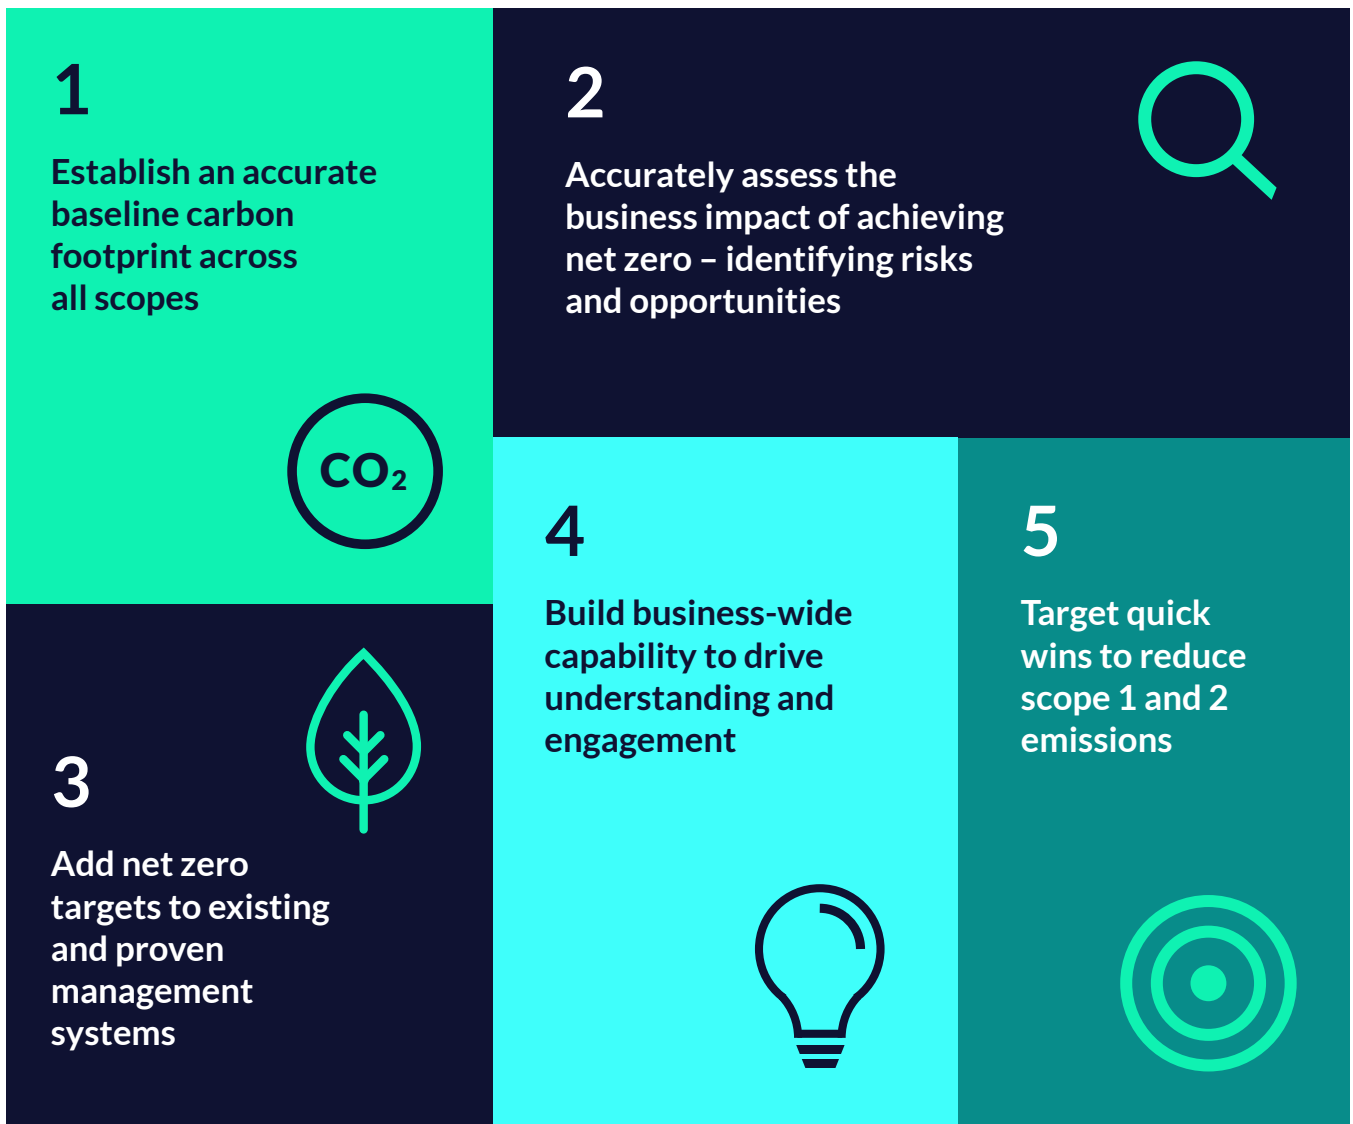 1
Establish an accurate
baseline carbon
footprint across
all scopes
CO₂
2
Accurately assess the
business impact of achieving
net zero – identifying risks
and opportunities
3
Add net zero
targets to existing
and proven
management
systems
4
Build business-wide
capability to drive
understanding and
engagement
5
Target quick
wins to reduce
scope 1 and 2
emissions